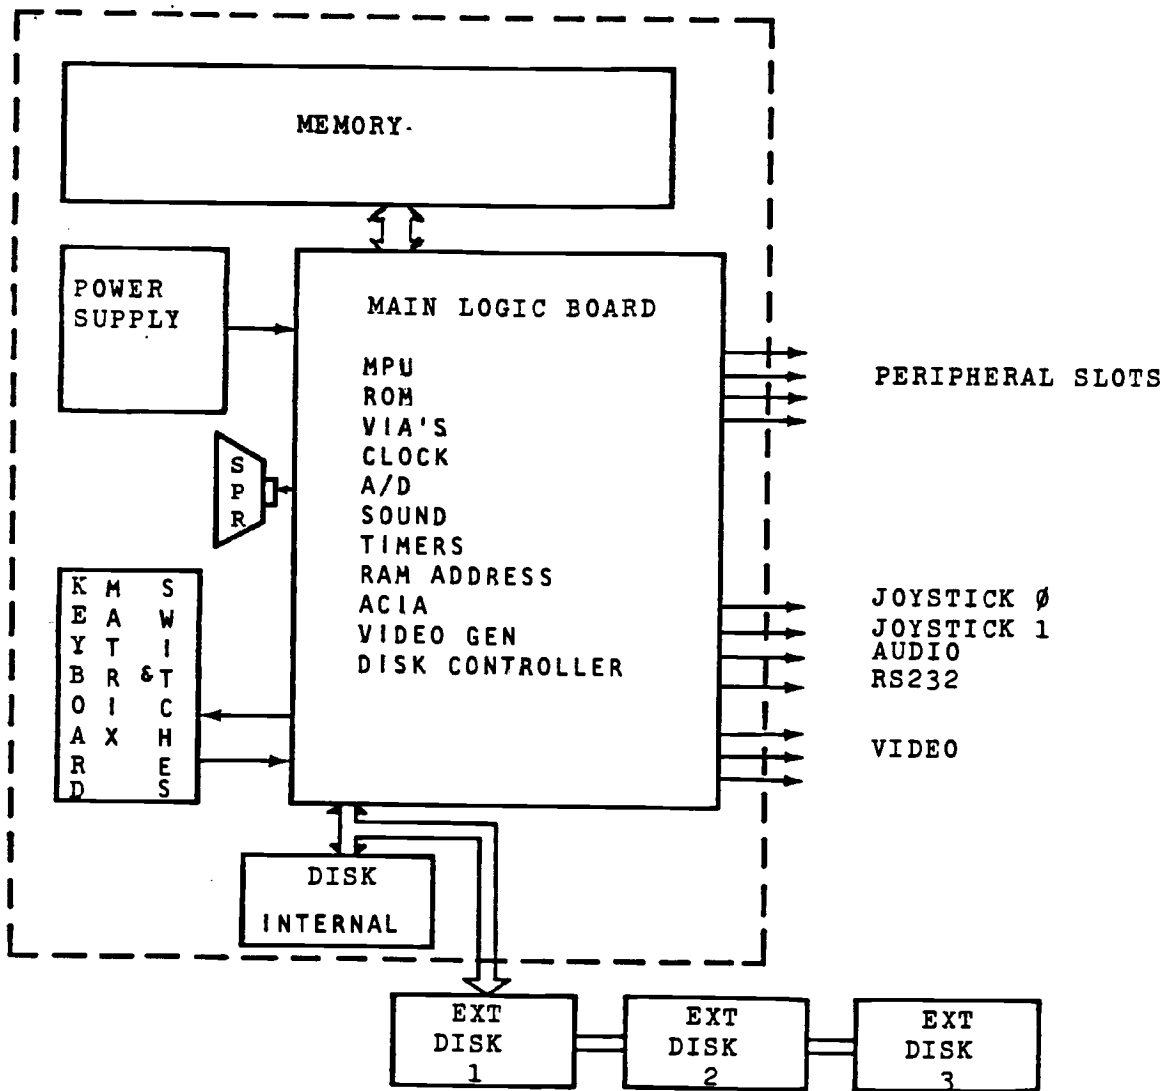 MEMORY
POWER
SUPPLY
MAIN LOGIC BOARD
MPU
ROM
VIA'S
CLOCK
A/D
SOUND
TIMERS
RAM ADDRESS
ACIA
VIDEO GEN
DISK CONTROLLER
SPR
KEYBOARD
MATRIX
&
SWITCHES
PERIPHERAL SLOTS
JOYSTICK Ø
JOYSTICK 1
AUDIO
RS232
VIDEO
DISK
INTERNAL
EXT
DISK
1
EXT
DISK
2
EXT
DISK
3